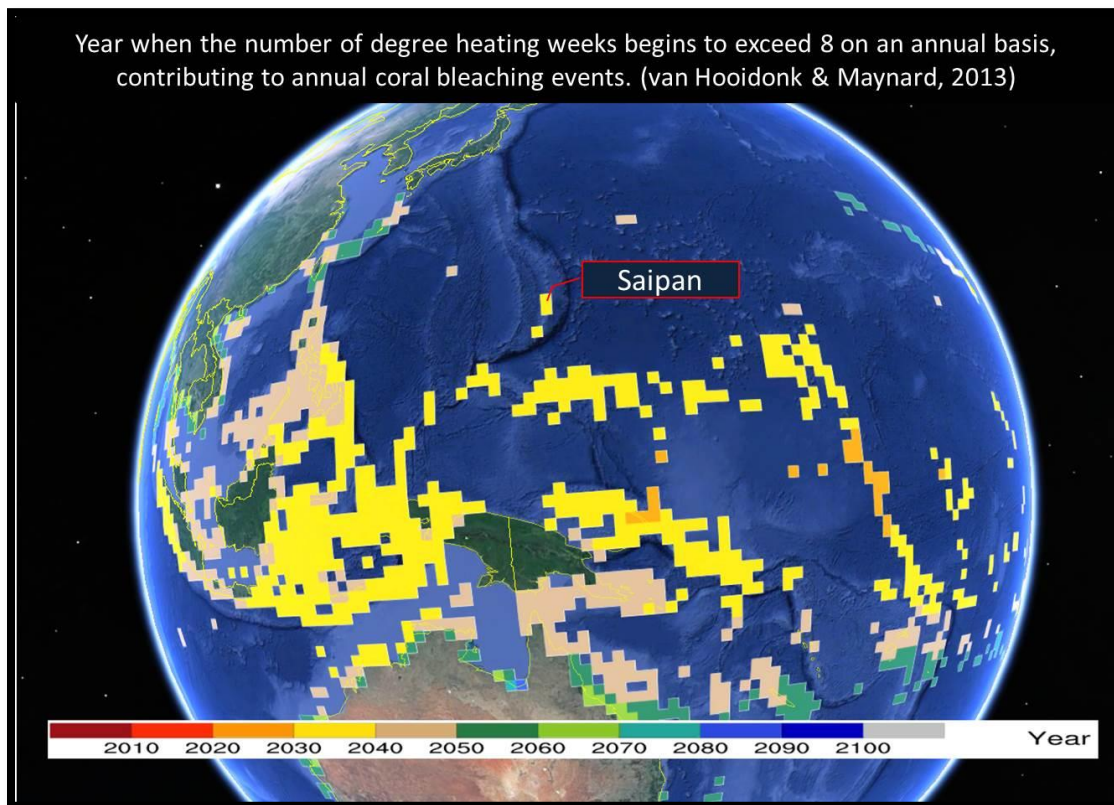 Year when the number of degree heating weeks begins to exceed 8 on an annual basis,
contributing to annual coral bleaching events. (van Hooidonk & Maynard, 2013)
Saipan
2010 2020 2030 2040 2050 2060 2070 2080 2090 2100 Year